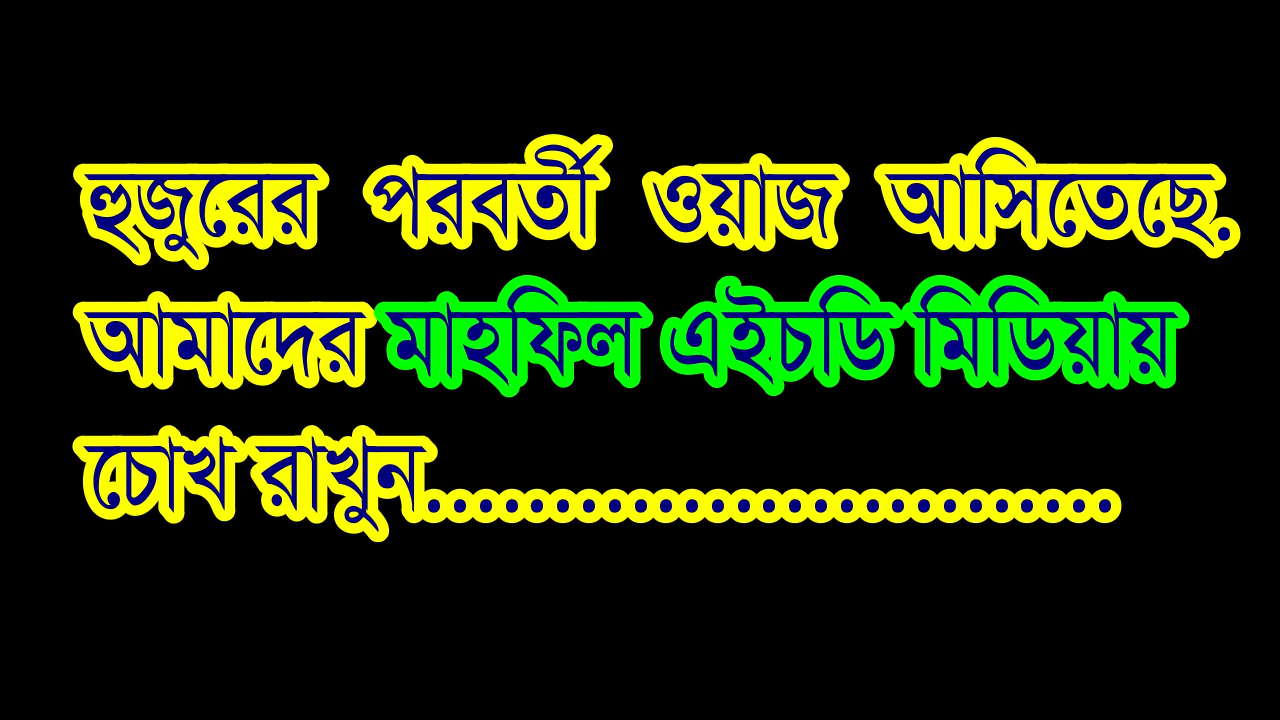 হুজুরের পরবর্তী ওয়াজ আসিতেছে.
আমাদের মাহফিল এইচডি মিডিয়ায়
চোখ রাখুন...........................